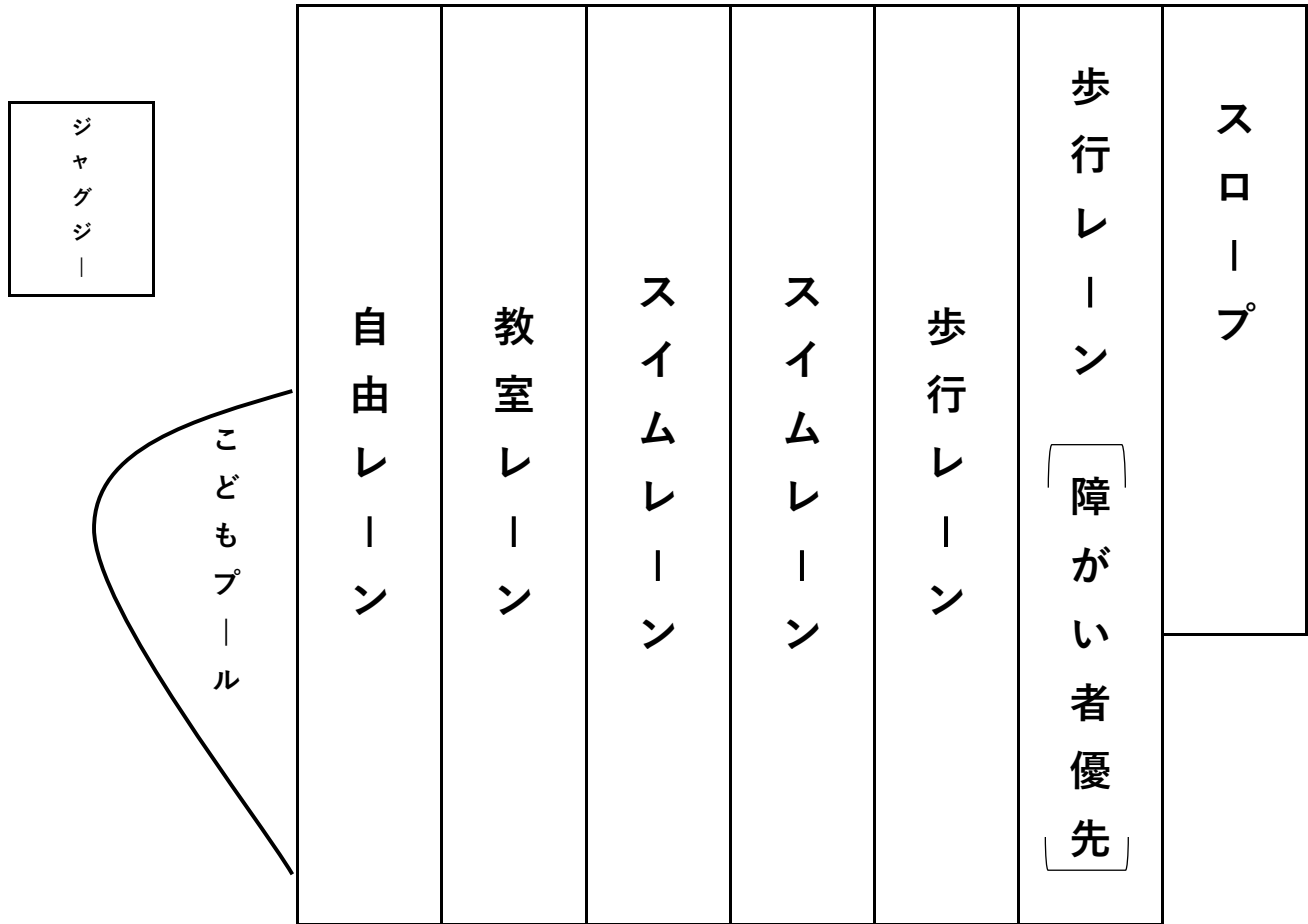 スロープ
歩行レーン
(障がい者優先)
歩行レーン
スイムレーン
スイムレーン
教室レーン
自由レーン
こどもプール
ジャグジー